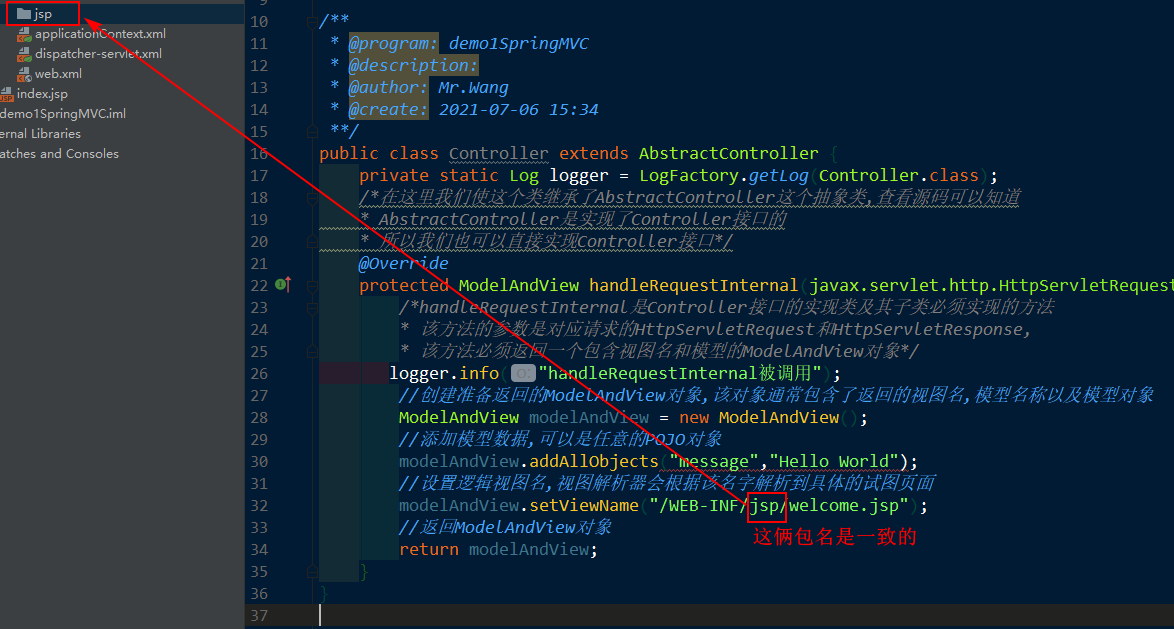 jsp
applicationContext.xml
dispatcher-servlet.xml
web.xml
index.jsp
demo1SpringMVC.iml
ernal Libraries
atches and Consoles
9
10 /**
11 * @program: demo1SpringMVC
12 * @description:
13 * @author: Mr.Wang
14 * @create: 2021-07-06 15:34
15 **/
16 public class Controller extends AbstractController {
17 private static Log logger = LogFactory.getLog(Controller.class);
18 /*在这里我们使这个类继承了AbstractController这个抽象类,查看源码可以知道
19 * AbstractController是实现了Controller接口的
20 * 所以我们也可以直接实现Controller接口*/
21 @Override
22 protected ModelAndView handleRequestInternal(javax.servlet.http.HttpServletRequest
23 /*handleRequestInternal是Controller接口的实现类及其子类必须实现的方法
24 * 该方法的参数是对应请求的HttpServletRequest和HttpServletResponse,
25 * 该方法必须返回一个包含视图名和模型的ModelAndView对象*/
26 logger.info( o: "handleRequestInternal被调用");
27 //创建准备返回的ModelAndView对象,该对象通常包含了返回的视图名,模型名称以及模型对象
28 ModelAndView modelAndView = new ModelAndView();
29 //添加模型数据,可以是任意的POJO对象
30 modelAndView.addAllObjects("message","Hello World");
31 //设置逻辑视图名,视图解析器会根据该名字解析到具体的试图页面
32 modelAndView.setViewName("/WEB-INF/jsp/welcome.jsp");
这俩包名是一致的
33 //返回ModelAndView对象
34 return modelAndView;
35 }
36 }
37